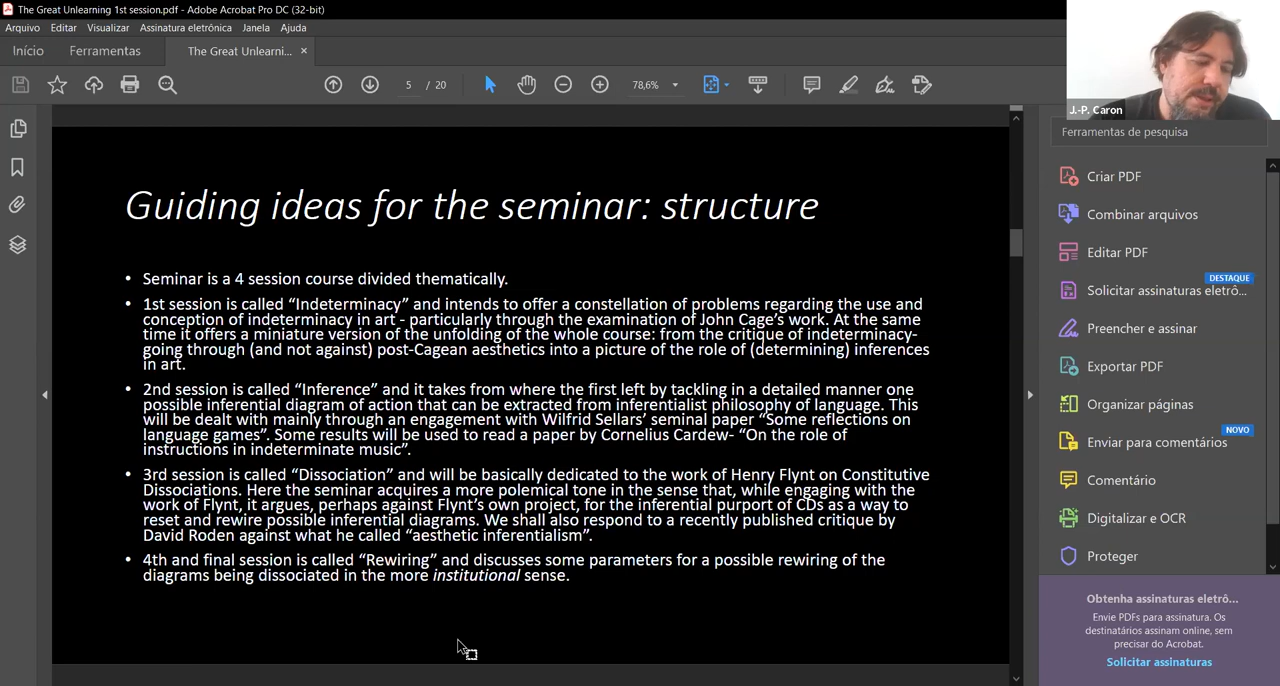 The Great Unlearning 1st session.pdf - Adobe Acrobat Pro DC (32-bit)
Arquivo Editar Visualizar Assinatura eletrônica Janela Ajuda
Início Ferramentas The Great Unlearni... ×
5 / 20 78,6%
J.-P. Caron
Guiding ideas for the seminar: structure
• Seminar is a 4 session course divided thematically.
• 1st session is called “Indeterminacy” and intends to offer a constellation of problems regarding the use and
conception of indeterminacy in art - particularly through the examination of John Cage’s work. At the same
time it offers a miniature version of the unfolding of the whole course: from the critique of indeterminacy-
going through (and not against) post-Cagean aesthetics into a picture of the role of (determining) inferences
in art.
• 2nd session is called “Inference” and it takes from where the first left by tackling in a detailed manner one
possible inferential diagram of action that can be extracted from inferentialist philosophy of language. This
will be dealt with mainly through an engagement with Wilfrid Sellars’ seminal paper “Some reflections on
language games”. Some results will be used to read a paper by Cornelius Cardew- “On the role of
instructions in indeterminate music”.
• 3rd session is called “Dissociation” and will be basically dedicated to the work of Henry Flynt on Constitutive
Dissociations. Here the seminar acquires a more polemical tone in the sense that, while engaging with the
work of Flynt, it argues, perhaps against Flynt’s own project, for the inferential purport of CDs as a way to
reset and rewire possible inferential diagrams. We shall also respond to a recently published critique by
David Roden against what he called “aesthetic inferentialism”.
• 4th and final session is called “Rewiring” and discusses some parameters for a possible rewiring of the
diagrams being dissociated in the more institutional sense.
Ferramentas de pesquisa
Criar PDF
Combinar arquivos
Editar PDF
DESTAQUE
Solicitar assinaturas eletrô...
Preencher e assinar
Exportar PDF
Organizar páginas
NOVO
Enviar para comentários
Comentário
Digitalizar e OCR
Proteger
Obtenha assinaturas eletrô...
Envie PDFs para assinatura. Os
destinatários assinam online, sem
precisar do Acrobat.
Solicitar assinaturas